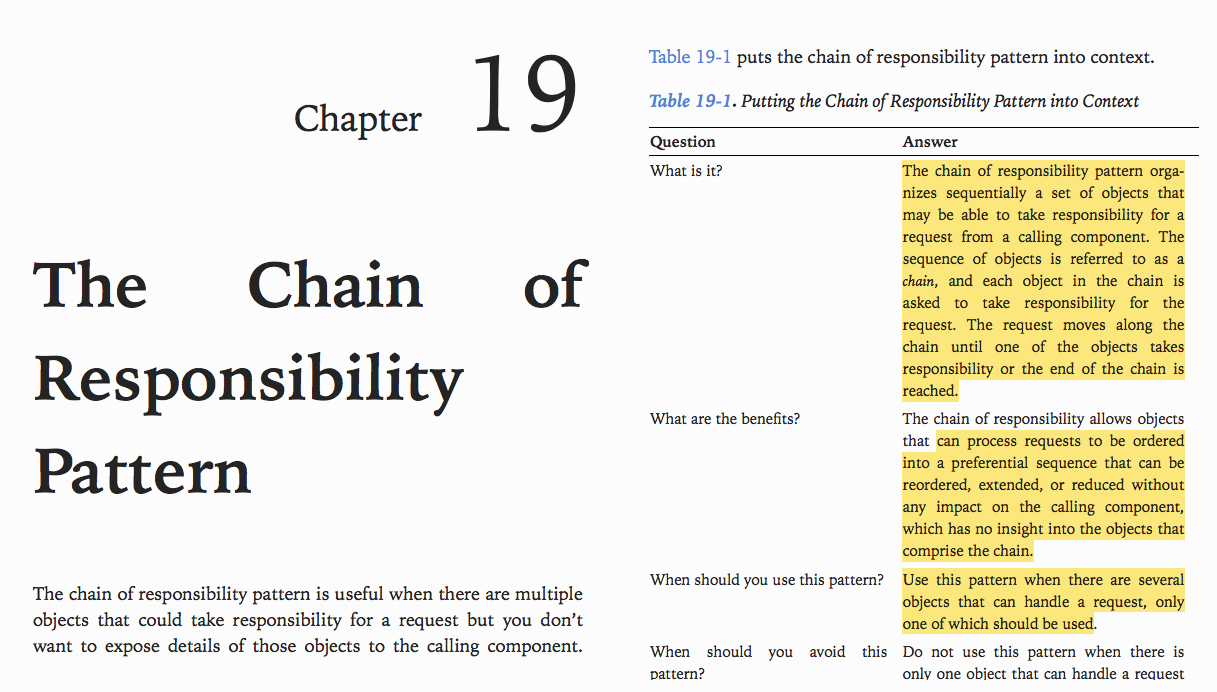 Chapter 19
The Chain of
Responsibility
Pattern
The chain of responsibility pattern is useful when there are multiple
objects that could take responsibility for a request but you don’t
want to expose details of those objects to the calling component.
Table 19-1 puts the chain of responsibility pattern into context.
Table 19-1. Putting the Chain of Responsibility Pattern into Context
Question Answer
What is it? The chain of responsibility pattern orga-
nizes sequentially a set of objects that
may be able to take responsibility for a
request from a calling component. The
sequence of objects is referred to as a
chain, and each object in the chain is
asked to take responsibility for the
request. The request moves along the
chain until one of the objects takes
responsibility or the end of the chain is
reached.
What are the benefits? The chain of responsibility allows objects
that can process requests to be ordered
into a preferential sequence that can be
reordered, extended, or reduced without
any impact on the calling component,
which has no insight into the objects that
comprise the chain.
When should you use this pattern? Use this pattern when there are several
objects that can handle a request, only
one of which should be used.
When should you avoid this Do not use this pattern when there is
pattern? only one object that can handle a request